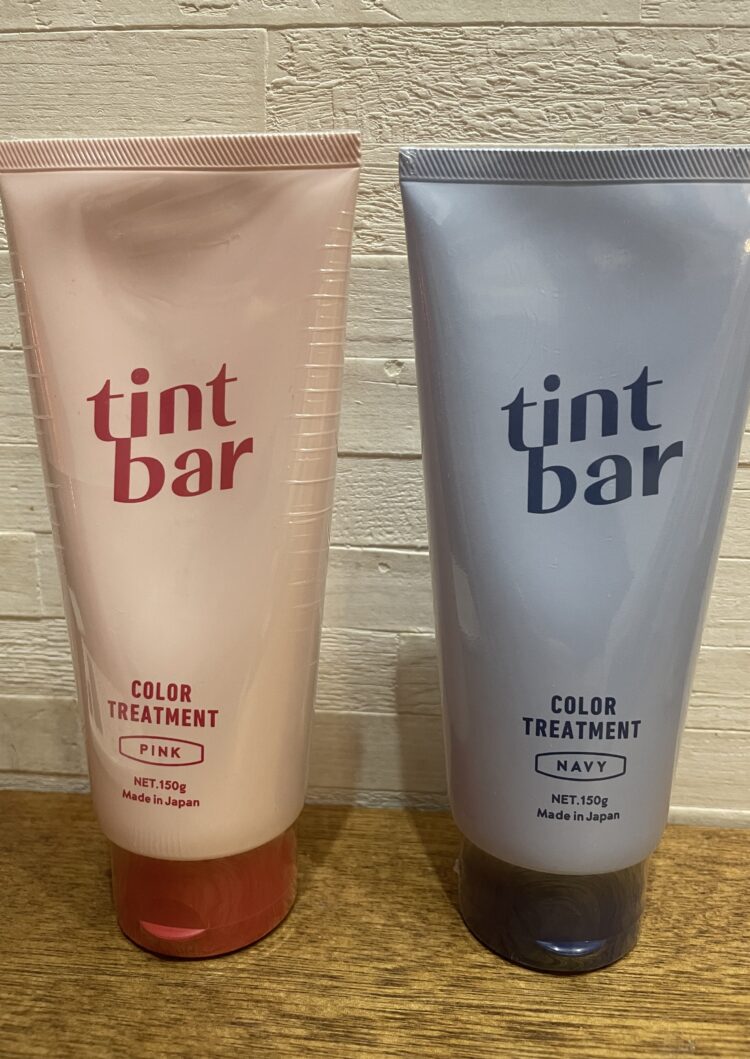 tint
bar
COLOR
TREATMENT
PINK
NET.150g
Made in Japan
tint
bar
COLOR
TREATMENT
NAVY
NET.150g
Made in Japan